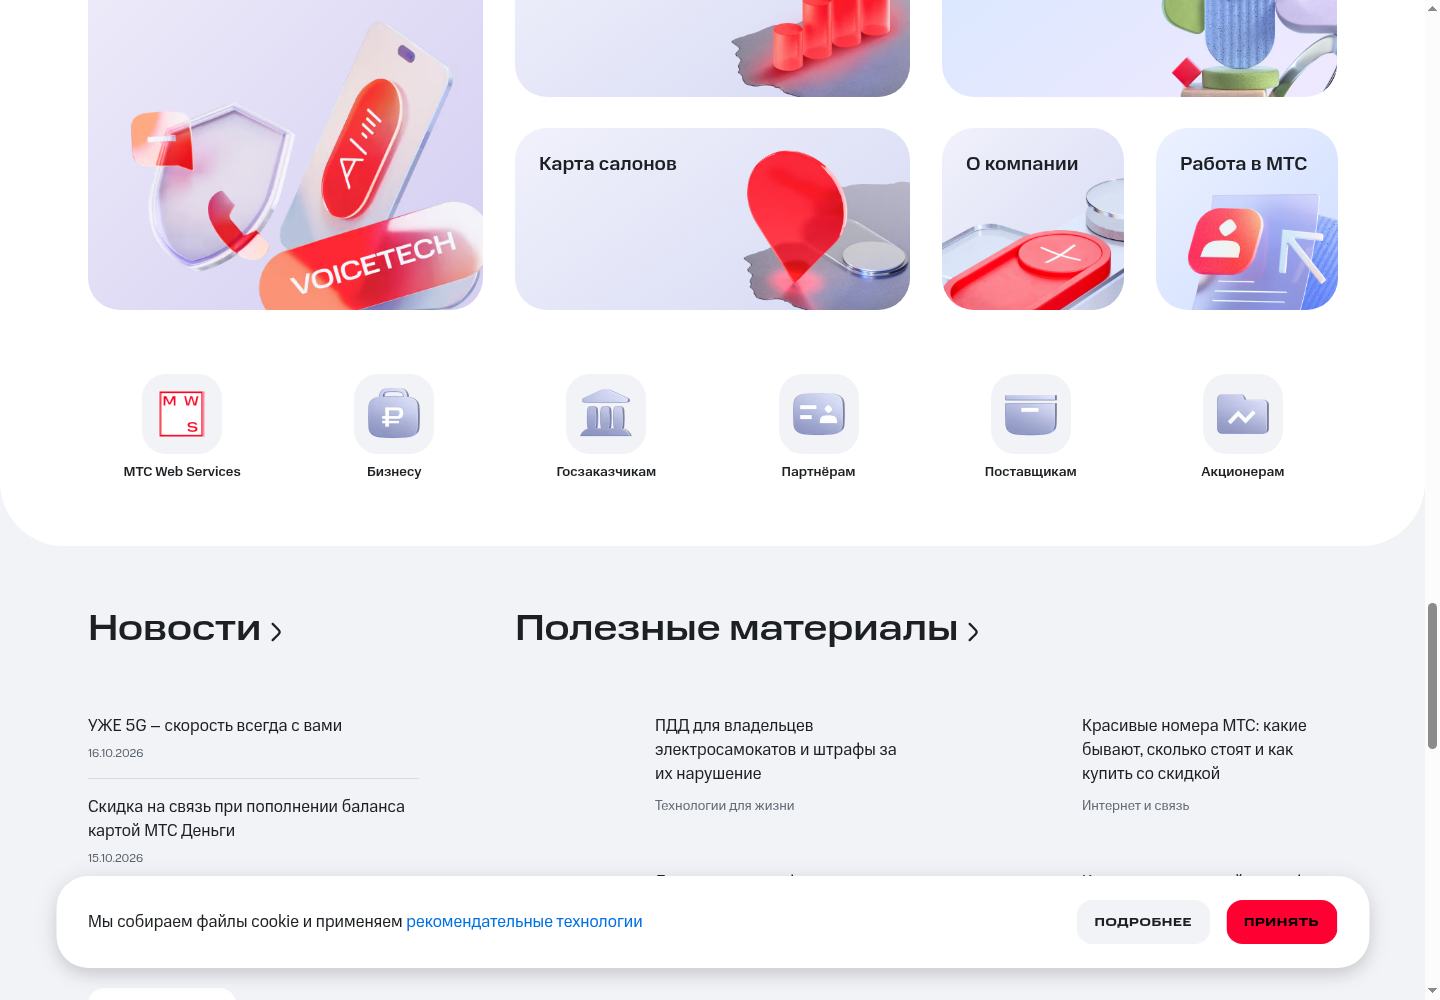 AI
VOICETECH
Карта салонов
О компании
Работа в МТС
M W
S
МТС Web Services
Бизнесу
Госзаказчикам
Партнёрам
Поставщикам
Акционерам
Новости
Полезные материалы
УЖЕ 5G – скорость всегда с вами
16.10.2026
Скидка на связь при пополнении баланса
картой МТС Деньги
15.10.2026
ПДД для владельцев
электросамокатов и штрафы за
их нарушение
Технологии для жизни
Красивые номера МТС: какие
бывают, сколько стоят и как
купить со скидкой
Интернет и связь
Мы собираем файлы cookie и применяем рекомендательные технологии
ПОДРОБНЕЕ
ПРИНЯТЬ